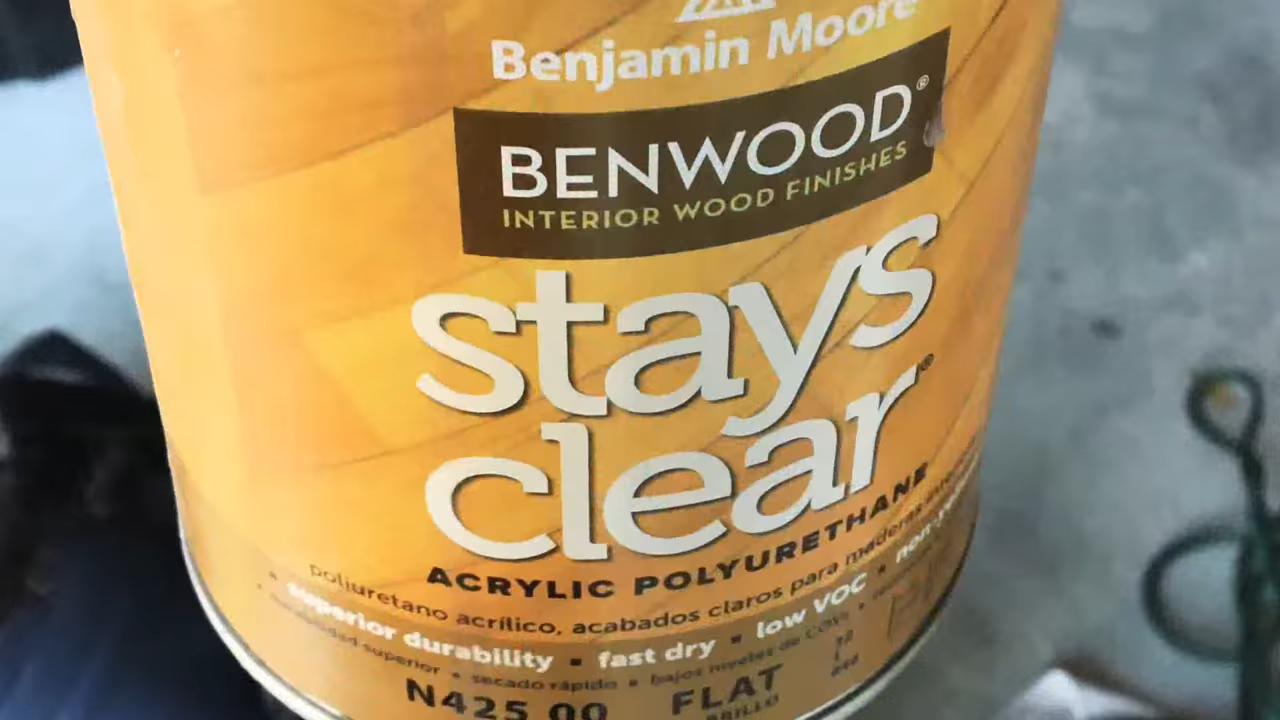 Benjamin Moore
BENWOOD®
INTERIOR WOOD FINISHES
stays
clear®
ACRYLIC POLYURETHANE
poliuretano acrílico, acabados claros para maderas
superior durability ▪ fast dry ▪ low VOC ▪
superior ▪ secado rápido ▪ bajos niveles de COVs ▪
N425 00 FLAT
BRILLO